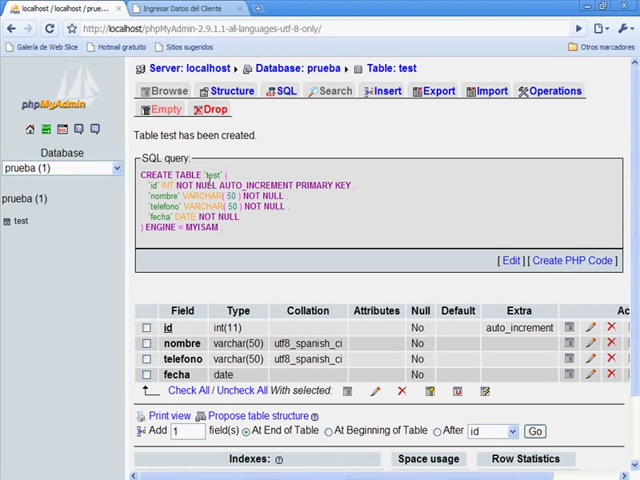 localhost / localhost / prue...
Ingresar Datos del Cliente
http://localhost/phpMyAdmin-2.9.1.1-all-languages-utf-8-only/
Galería de Web Slice
Hotmail gratuito
Sitios sugeridos
Otros marcadores
phpMyAdmin
Database
prueba (1)
prueba (1)
test
Server: localhost
Database: prueba
Table: test
Browse Structure SQL Search Insert Export Import Operations
Empty Drop
Table test has been created.
SQL query:
CREATE TABLE `test` (
`id` INT NOT NULL AUTO_INCREMENT PRIMARY KEY ,
`nombre` VARCHAR( 50 ) NOT NULL ,
`telefono` VARCHAR( 50 ) NOT NULL ,
`fecha` DATE NOT NULL
) ENGINE = MYISAM ;
[ Edit ] [ Create PHP Code ]
Field Type Collation Attributes Null Default Extra Ac
id int(11) No auto_increment
nombre varchar(50) utf8_spanish_ci No
telefono varchar(50) utf8_spanish_ci No
fecha date No
Check All / Uncheck All With selected:
Print view Propose table structure
Add 1 field(s) At End of Table At Beginning of Table After id Go
Indexes: Space usage Row Statistics